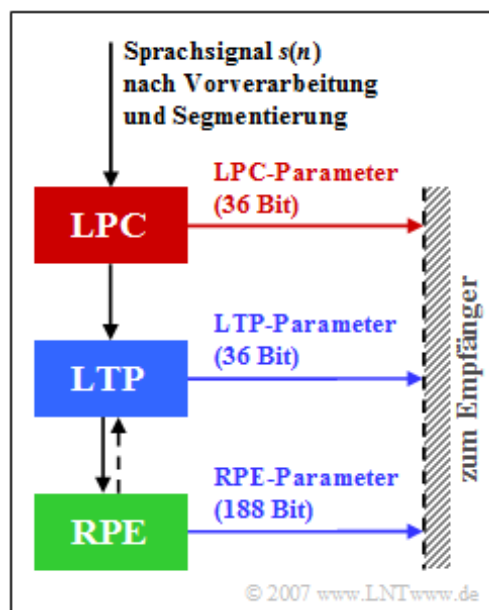 Sprachsignal s(n)
nach Vorverarbeitung
und Segmentierung
LPC-Parameter
(36 Bit)
LPC
LTP-Parameter
(36 Bit)
LTP
zum Empfänger
RPE-Parameter
(188 Bit)
RPE
© 2007 www.LNTwww.de